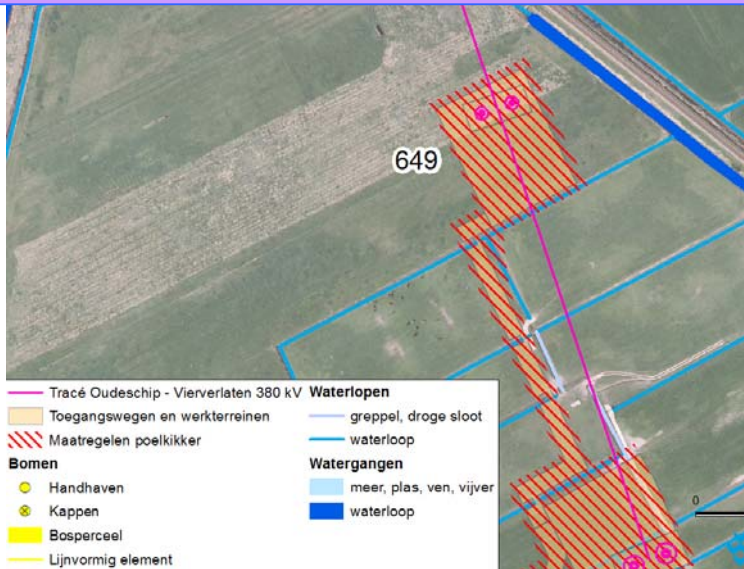 649
Tracé Oudeschip - Vierverlaten 380 kV
Toegangswegen en werkterreinen
Maatregelen poelkikker
Bomen
Handhaven
Kappen
Bosperceel
Lijnvormig element
Waterlopen
greppel, droge sloot
waterloop
Watergangen
meer, plas, ven, vijver
waterloop
0